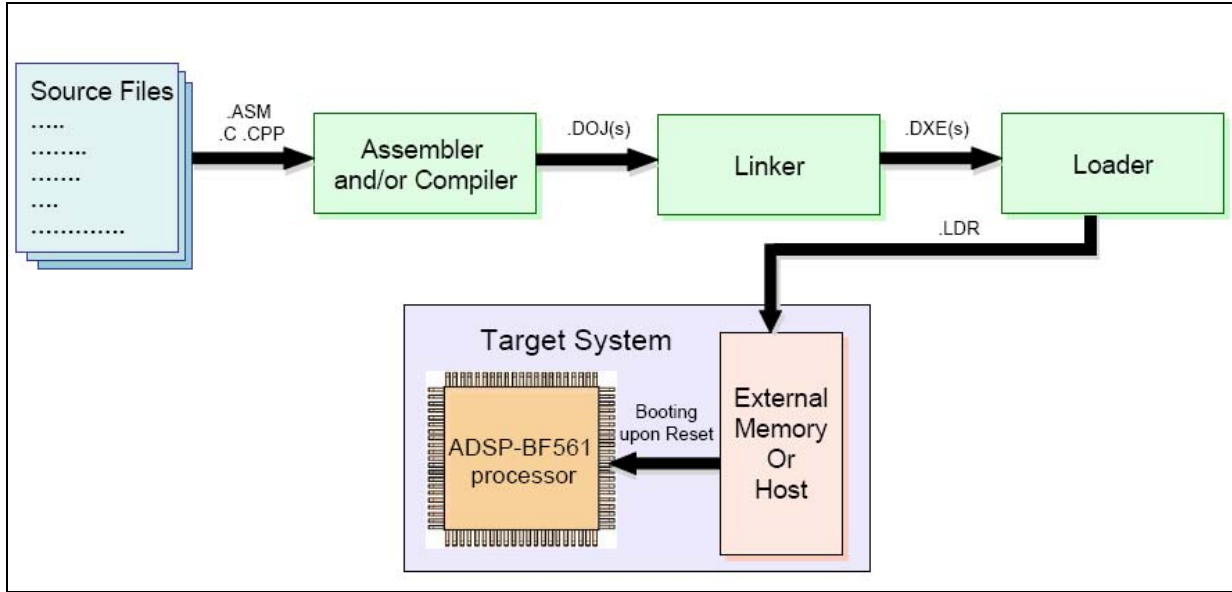 Source Files
.....
........
.......
....
.............
.ASM
.C .CPP
Assembler
and/or Compiler
.DOJ(s)
Linker
.DXE(s)
Loader
.LDR
Target System
ADSP-BF561
processor
Booting
upon Reset
External
Memory
Or
Host